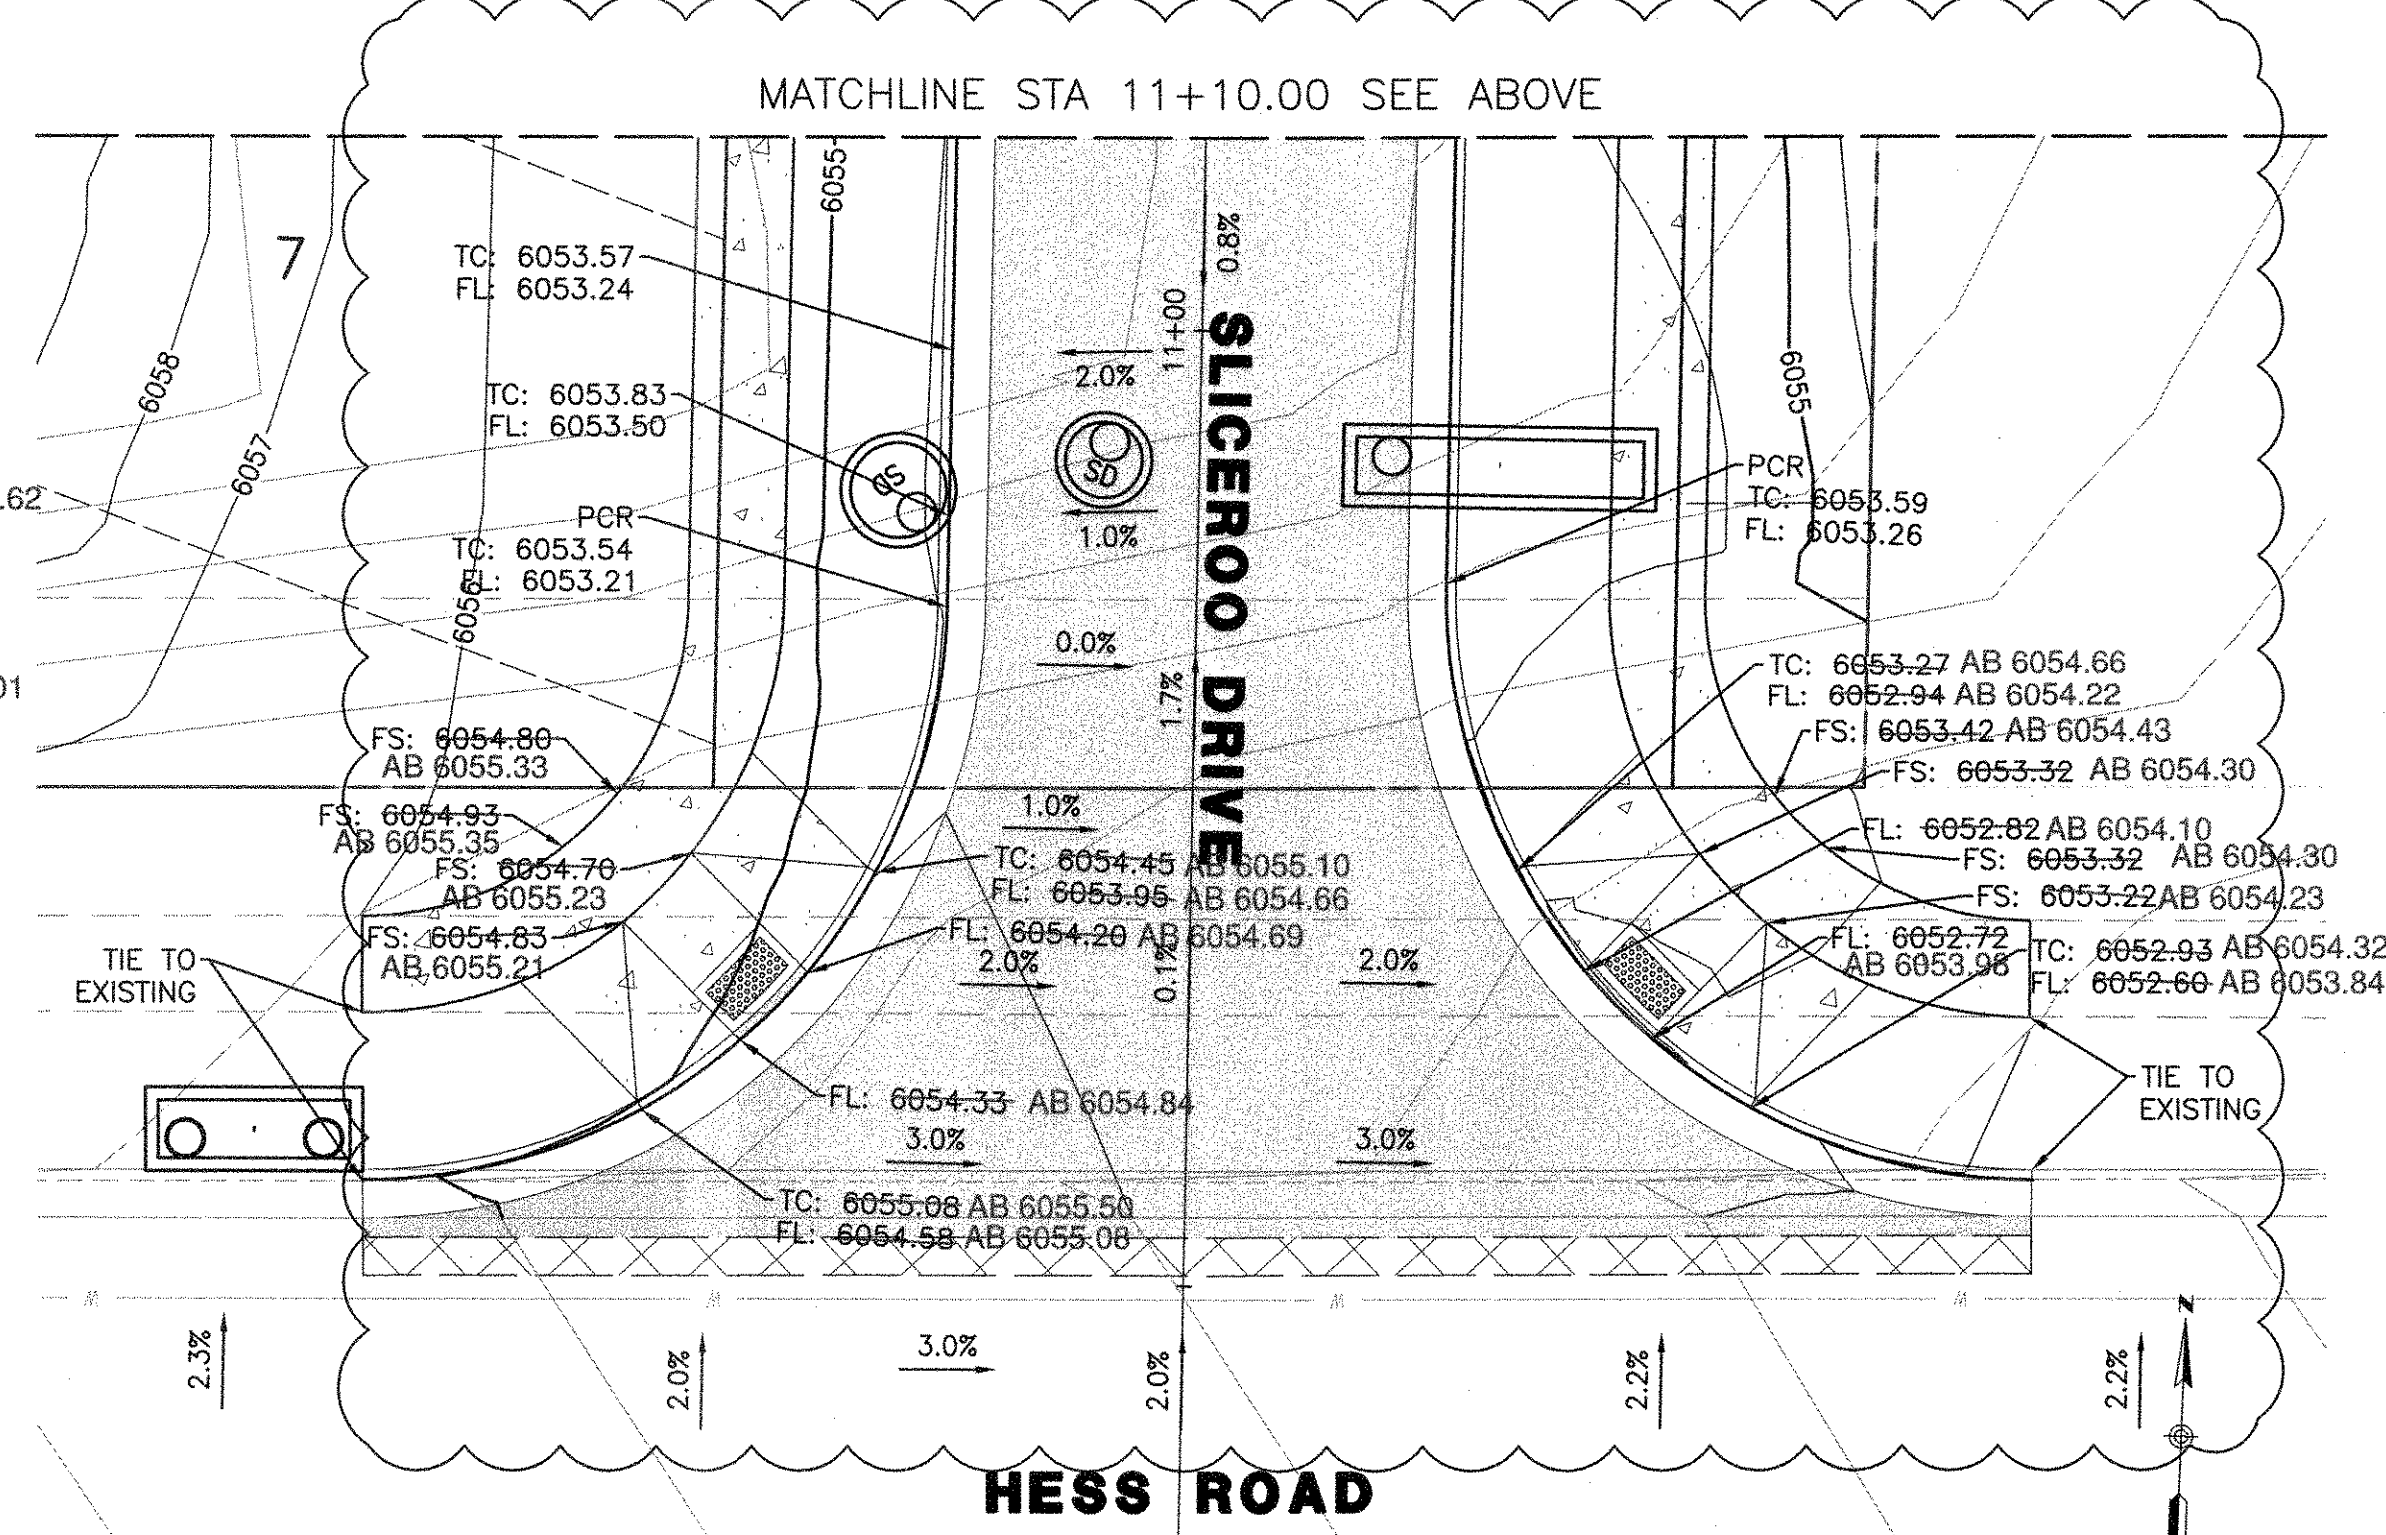 MATCHLINE STA 11+10.00 SEE ABOVE
7
6055
0.8%
TC: 6053.57
FL: 6053.24
11+00
SLICEROO DRIVE
6058
6057
2.0%
6055
TC: 6053.83
FL: 6053.50
SD
SD
.62
PCR
TC: 6053.54
FL: 6053.21
1.0%
PCR
TC: 6053.59
FL: 6053.26
6056
0.0%
1.7%
01
TC: 6053.27 AB 6054.66
FL: 6052.94 AB 6054.22
FS: 6054.80
AB 6055.33
FS: 6053.42 AB 6054.43
FS: 6053.32 AB 6054.30
FS: 6054.93
AB 6055.35
1.0%
FL: 6052.82 AB 6054.10
FS: 6053.32 AB 6054.30
FS: 6054.70
AB 6055.23
TC: 6054.45 AB 6055.10
FL: 6053.95 AB 6054.66
FS: 6053.22 AB 6054.23
FS: 6054.83
AB 6055.21
FL: 6054.20 AB 6054.69
FL: 6052.72
AB 6053.98
TC: 6052.93 AB 6054.32
FL: 6052.60 AB 6053.84
TIE TO
EXISTING
2.0%
0.1%
2.0%
FL: 6054.33 AB 6054.84
TIE TO
EXISTING
3.0%
3.0%
TC: 6055.08 AB 6055.50
FL: 6054.58 AB 6055.08
W
W
W
W
N
2.3%
2.0%
3.0%
2.0%
2.2%
2.2%
HESS ROAD